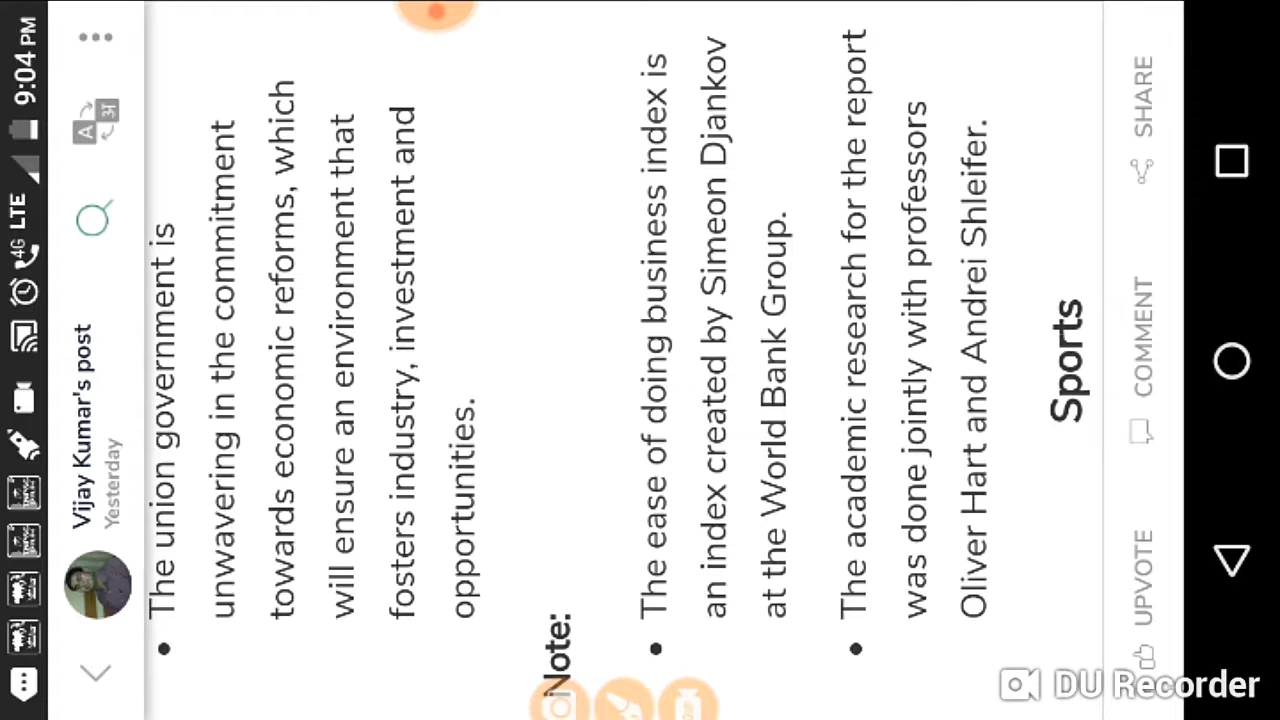 4G LTE 9:04 PM
Vijay Kumar's post
Yesterday
The union government is
unwavering in the commitment
towards economic reforms, which
will ensure an environment that
fosters industry, investment and
opportunities.
Note:
The ease of doing business index is
an index created by Simeon Djankov
at the World Bank Group.
The academic research for the report
was done jointly with professors
Oliver Hart and Andrei Shleifer.
Sports
UPVOTE COMMENT SHARE
DU Recorder